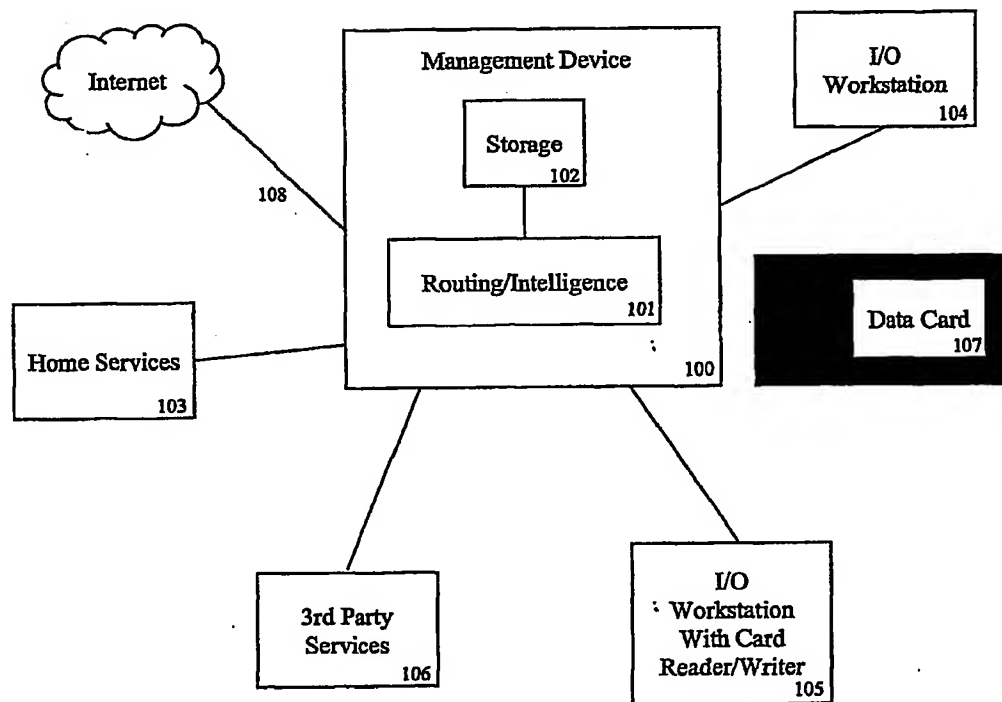 Internet
108
Management Device
Storage
102
Routing/Intelligence
101
100
I/O
Workstation
104
Data Card
107
Home Services
103
3rd Party
Services
106
I/O
Workstation
With Card
Reader/Writer
105